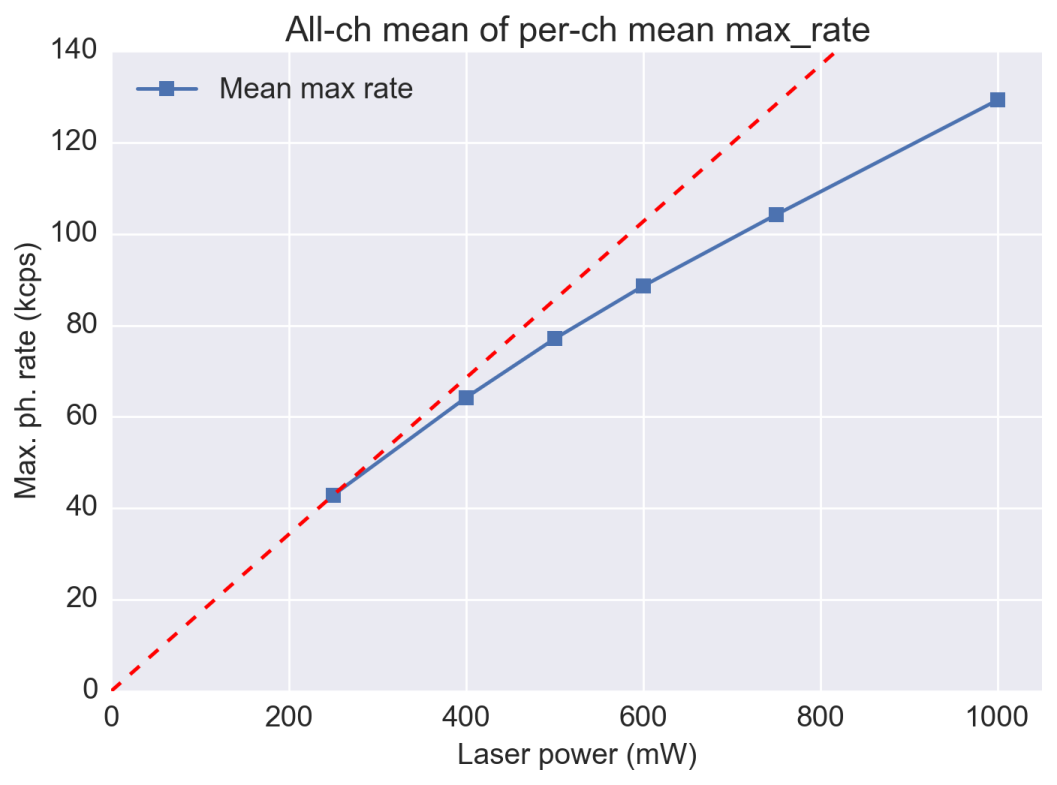 All-ch mean of per-ch mean max_rate
Mean max rate
Max. ph. rate (kcps)
140
120
100
80
60
40
20
0
0 200 400 600 800 1000
Laser power (mW)